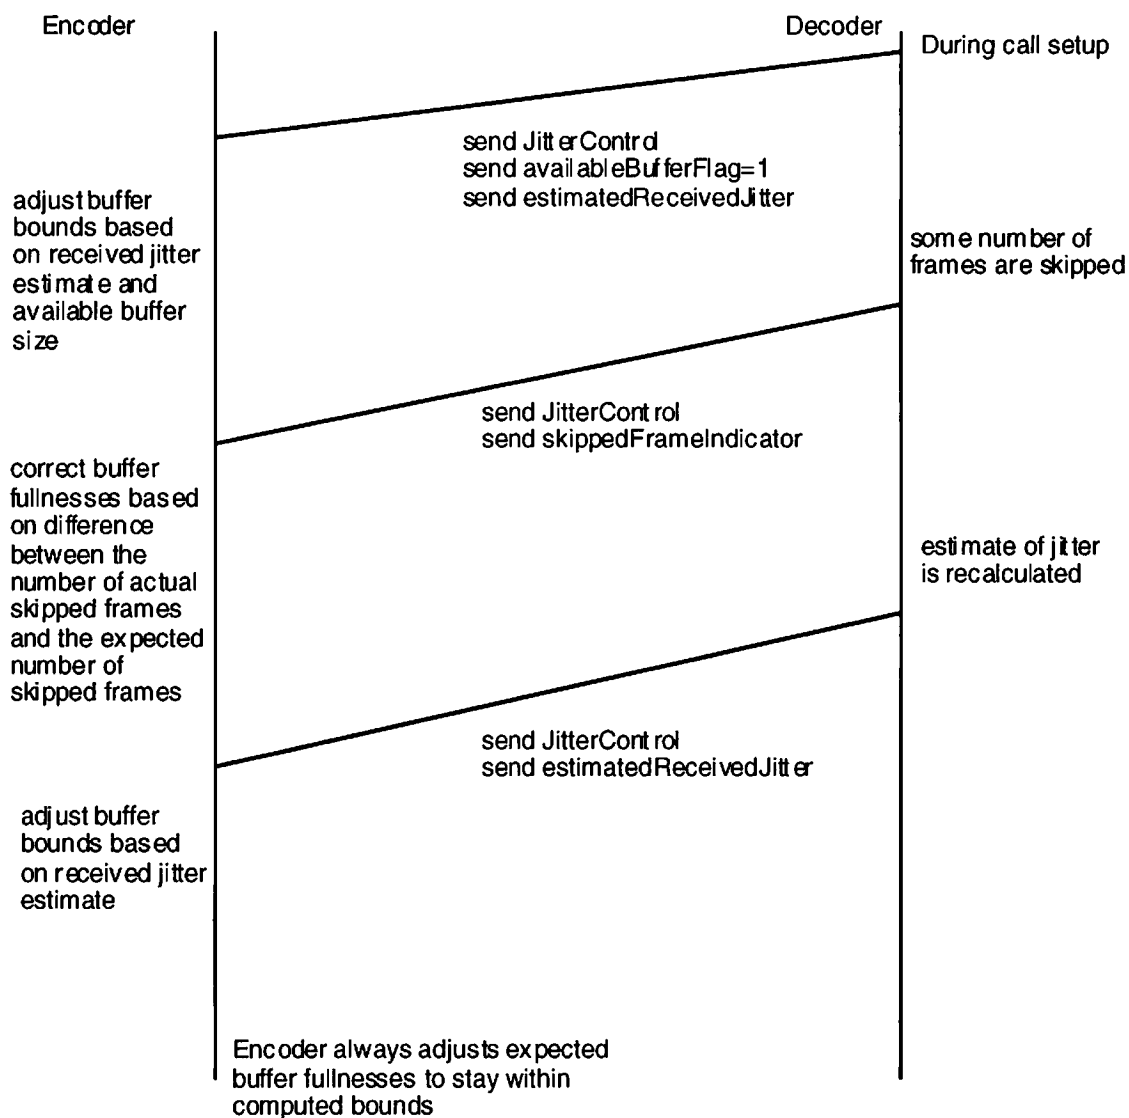 Encoder
Decoder
During call setup
send JitterControl
send availableBufferFlag=1
send estimatedReceivedJitter
adjust buffer
bounds based
on received jitter
estimate and
available buffer
size
some number of
frames are skipped
send JitterControl
send skippedFrameIndicator
correct buffer
fullnesses based
on difference
between the
number of actual
skipped frames
and the expected
number of
skipped frames
estimate of jitter
is recalculated
send JitterControl
send estimatedReceivedJitter
adjust buffer
bounds based
on received jitter
estimate
Encoder always adjusts expected
buffer fullnesses to stay within
computed bounds